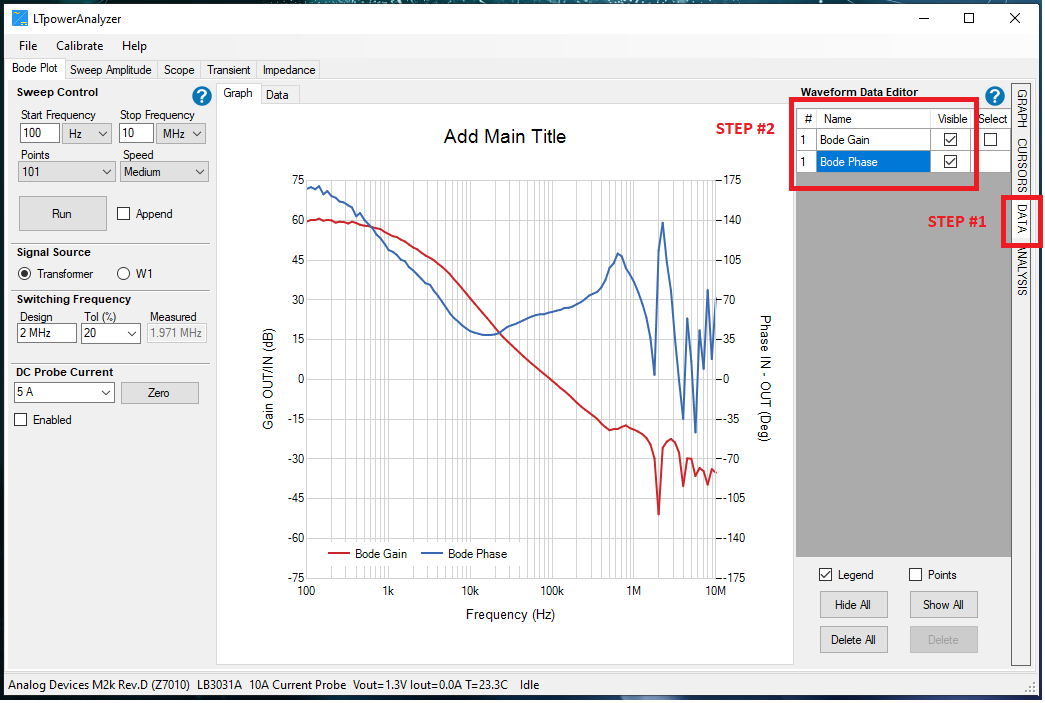 LTpowerAnalyzer
File Calibrate Help
Bode Plot Sweep Amplitude Scope Transient Impedance
Sweep Control ?
Start Frequency Stop Frequency
100 Hz 10 MHz
Points Speed
101 Medium
Run Append
Signal Source
Transformer W1
Switching Frequency
Design Tol (%) Measured
2 MHz 20 1.971 MHz
DC Probe Current
5 A Zero
Enabled
Graph Data
Add Main Title
75
60
45
30
15
0
-15
-30
-45
-60
-75
Gain OUT/IN (dB)
175
140
105
70
35
0
-35
-70
-105
-140
-175
Phase IN - OUT (Deg)
Bode Gain Bode Phase
100 1k 10k 100k 1M 10M
Frequency (Hz)
STEP #2
Waveform Data Editor ?
# Name Visible Select
1 Bode Gain
1 Bode Phase
STEP #1
GRAPH
CURSORS
DATA
ANALYSIS
Legend Points
Hide All Show All
Delete All Delete
Analog Devices M2k Rev.D (Z7010) LB3031A 10A Current Probe Vout=1.3V Iout=0.0A T=23.3C Idle